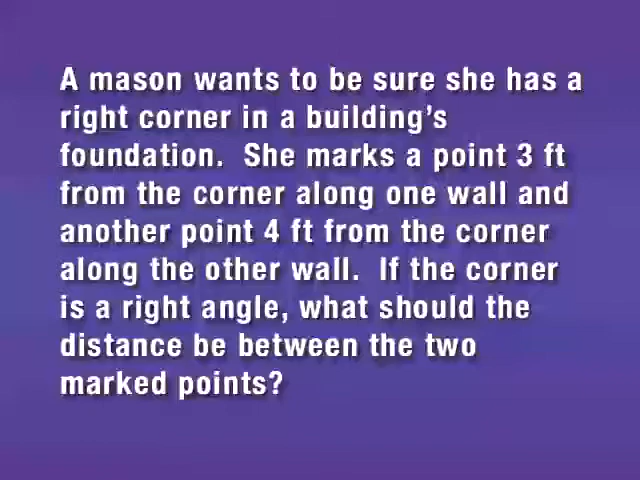 A mason wants to be sure she has a
right corner in a building's
foundation.  She marks a point 3 ft
from the corner along one wall and
another point 4 ft from the corner
along the other wall.  If the corner
is a right angle, what should the
distance be between the two
marked points?